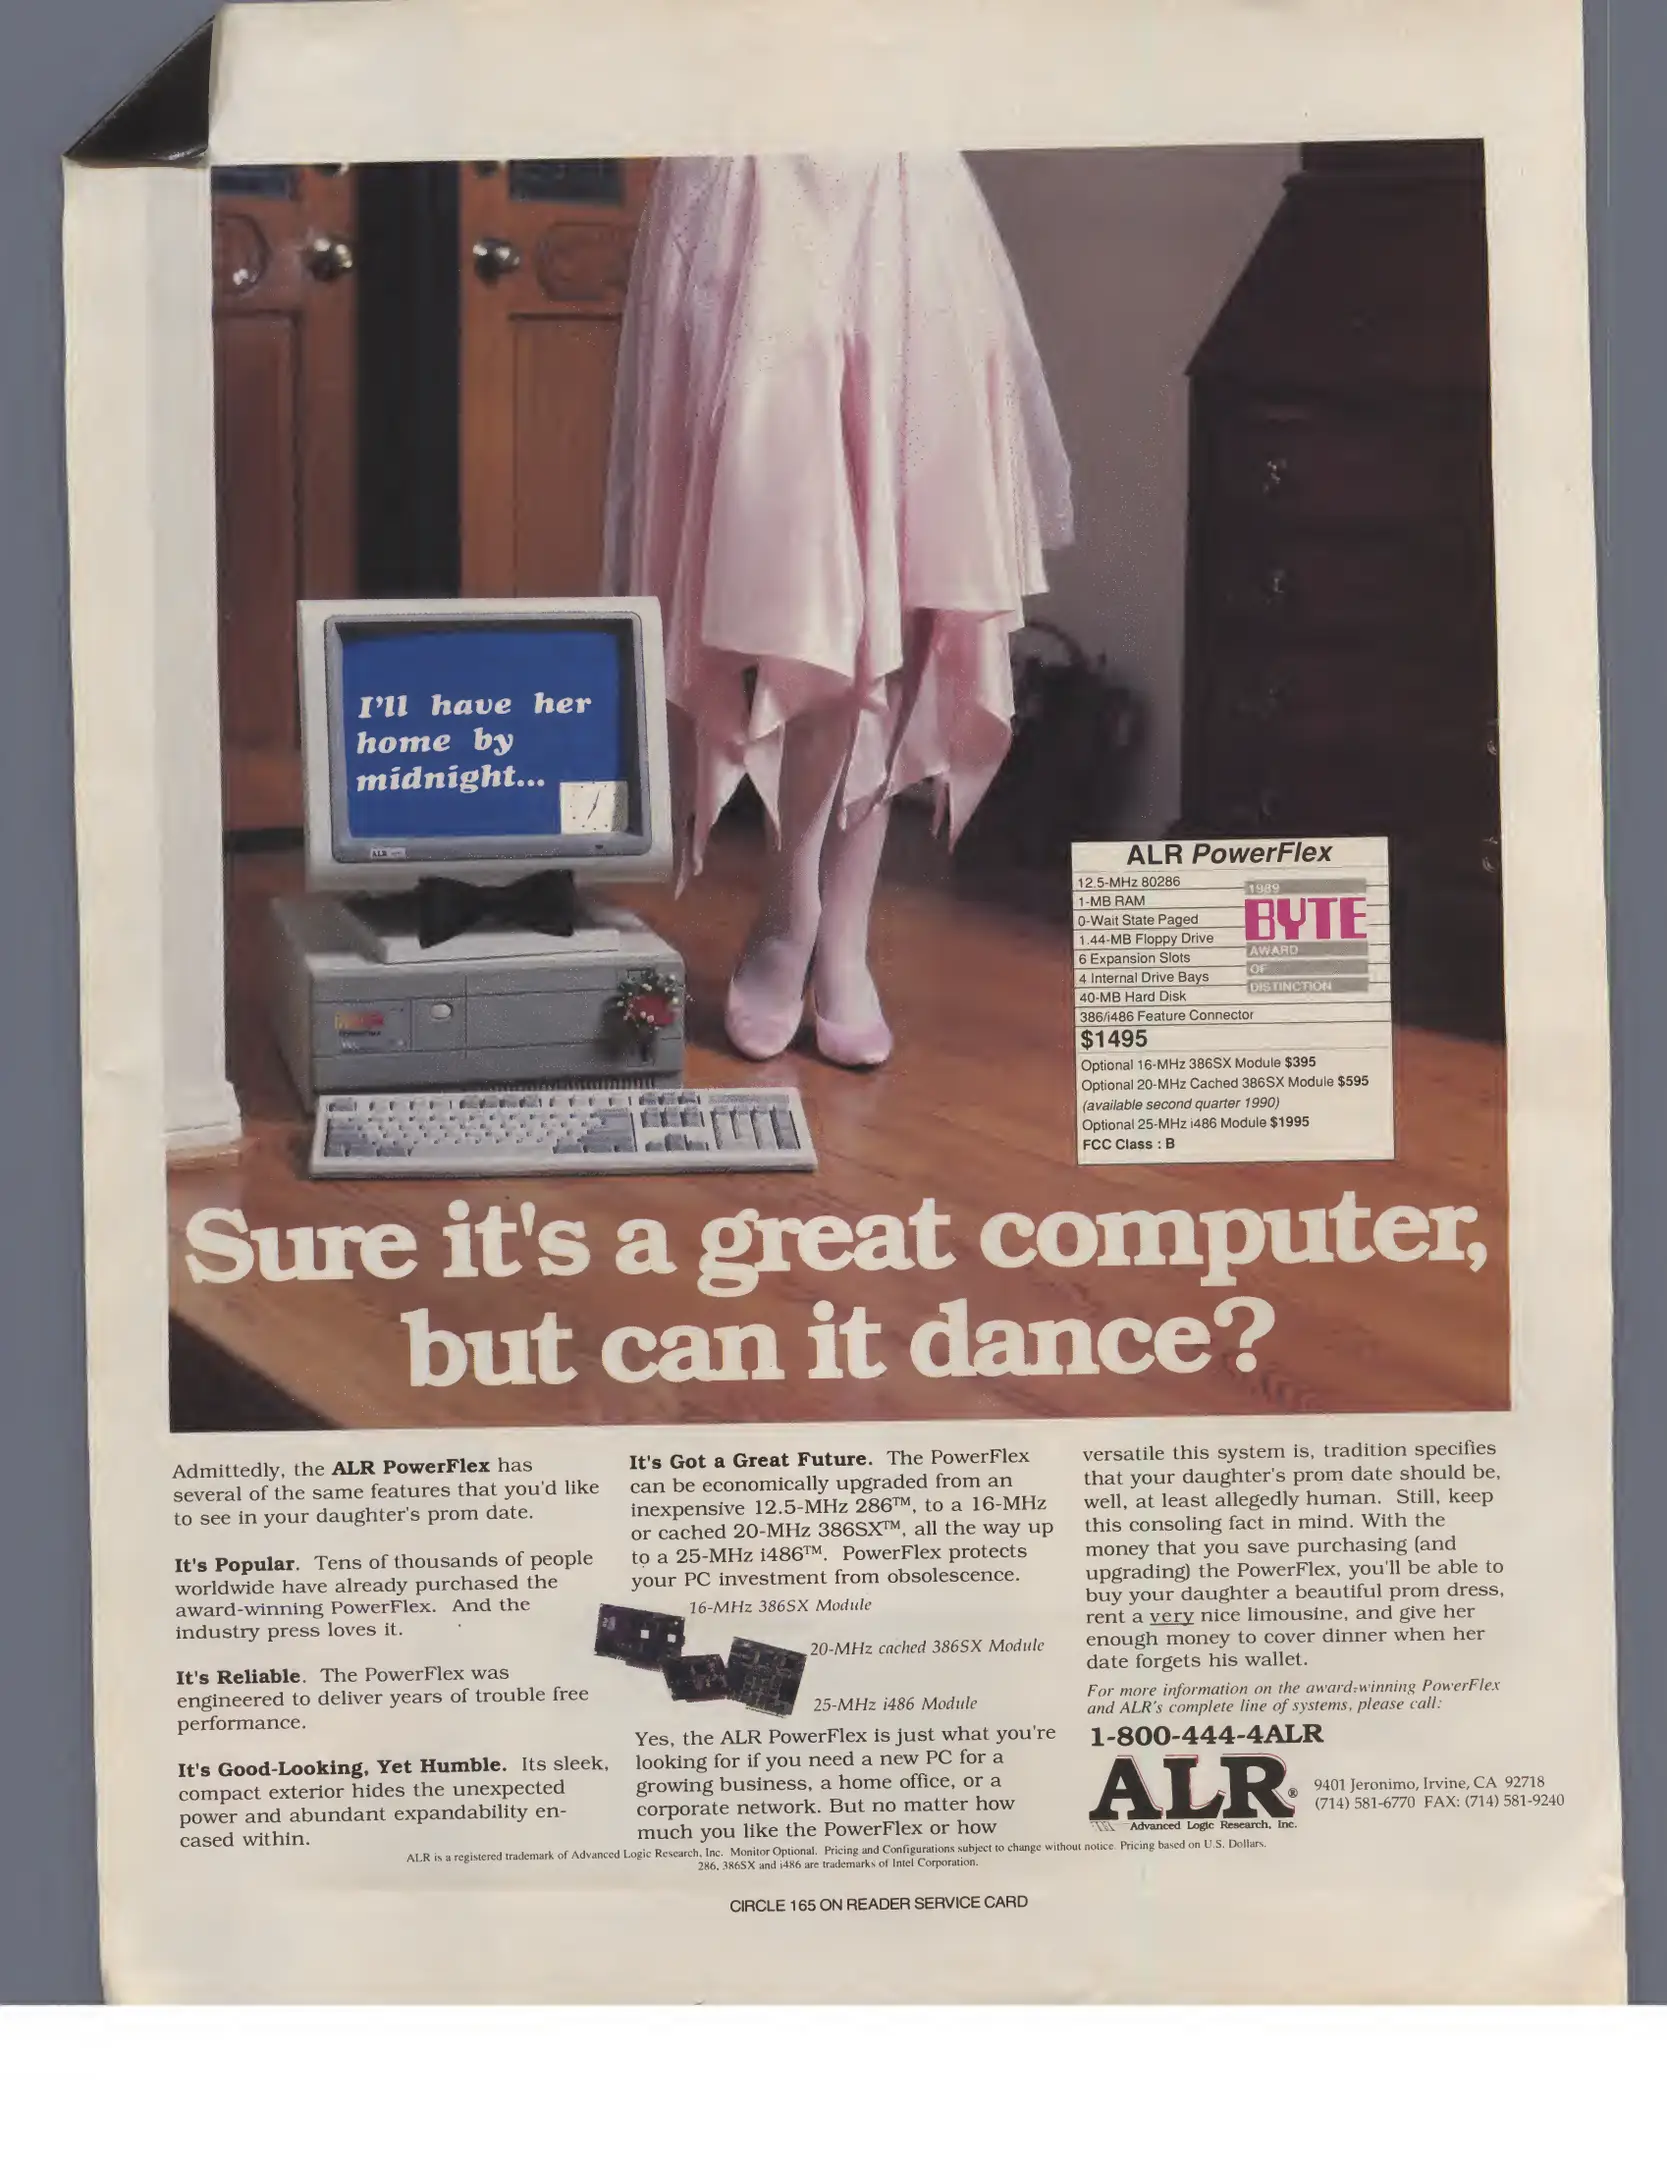 I'll have her
home by
midnight...
ALR
ALR PowerFlex
12.5-MHz 80286
1-MB RAM
0-Wait State Paged
1.44-MB Floppy Drive
6 Expansion Slots
4 Internal Drive Bays
40-MB Hard Disk
386/i486 Feature Connector
1989
BYTE
AWARD
OF
DISTINCTION
$1495
Optional 16-MHz 386SX Module $395
Optional 20-MHz Cached 386SX Module $595
(available second quarter 1990)
Optional 25-MHz i486 Module $1995
FCC Class : B
Sure it's a great computer,
but can it dance?
Admittedly, the ALR PowerFlex has
several of the same features that you'd like
to see in your daughter's prom date.
It's Popular. Tens of thousands of people
worldwide have already purchased the
award-winning PowerFlex. And the
industry press loves it.
It's Reliable. The PowerFlex was
engineered to deliver years of trouble free
performance.
It's Good-Looking, Yet Humble. Its sleek,
compact exterior hides the unexpected
power and abundant expandability en-
cased within.
It's Got a Great Future. The PowerFlex
can be economically upgraded from an
inexpensive 12.5-MHz 286™, to a 16-MHz
or cached 20-MHz 386SX™, all the way up
to a 25-MHz i486™. PowerFlex protects
your PC investment from obsolescence.
16-MHz 386SX Module
20-MHz cached 386SX Module
25-MHz i486 Module
Yes, the ALR PowerFlex is just what you're
looking for if you need a new PC for a
growing business, a home office, or a
corporate network. But no matter how
much you like the PowerFlex or how
versatile this system is, tradition specifies
that your daughter's prom date should be,
well, at least allegedly human. Still, keep
this consoling fact in mind. With the
money that you save purchasing (and
upgrading) the PowerFlex, you'll be able to
buy your daughter a beautiful prom dress,
rent a very nice limousine, and give her
enough money to cover dinner when her
date forgets his wallet.
For more information on the award-winning PowerFlex
and ALR's complete line of systems, please call:
1-800-444-4ALR
ALR®
Advanced Logic Research, Inc.
9401 Jeronimo, Irvine, CA 92718
(714) 581-6770 FAX: (714) 581-9240
ALR is a registered trademark of Advanced Logic Research, Inc. Monitor Optional. Pricing and Configurations subject to change without notice. Pricing based on U.S. Dollars.
286, 386SX and i486 are trademarks of Intel Corporation.
CIRCLE 165 ON READER SERVICE CARD